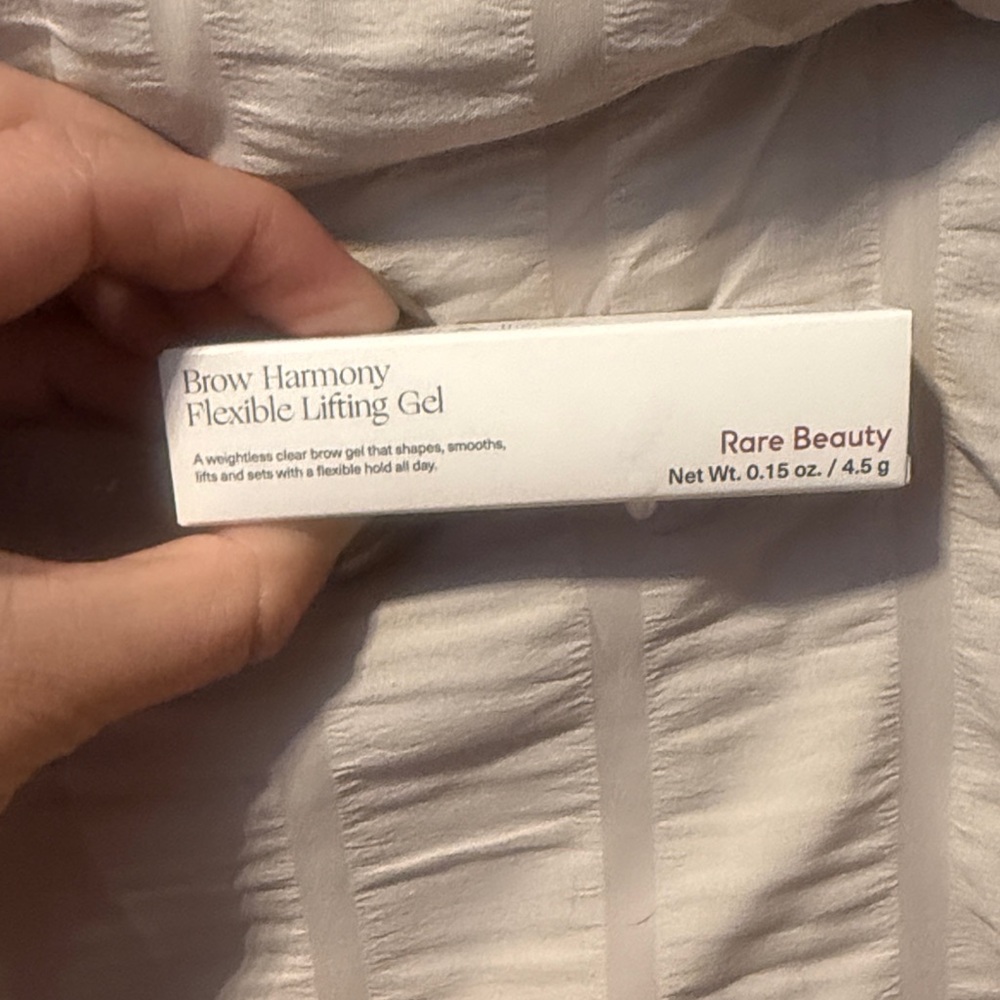 Brow Harmony
Flexible Lifting Gel
A weightless clear brow gel that shapes, smooths,
lifts and sets with a flexible hold all day.
Rare Beauty
Net Wt. 0.15 oz. / 4.5 g